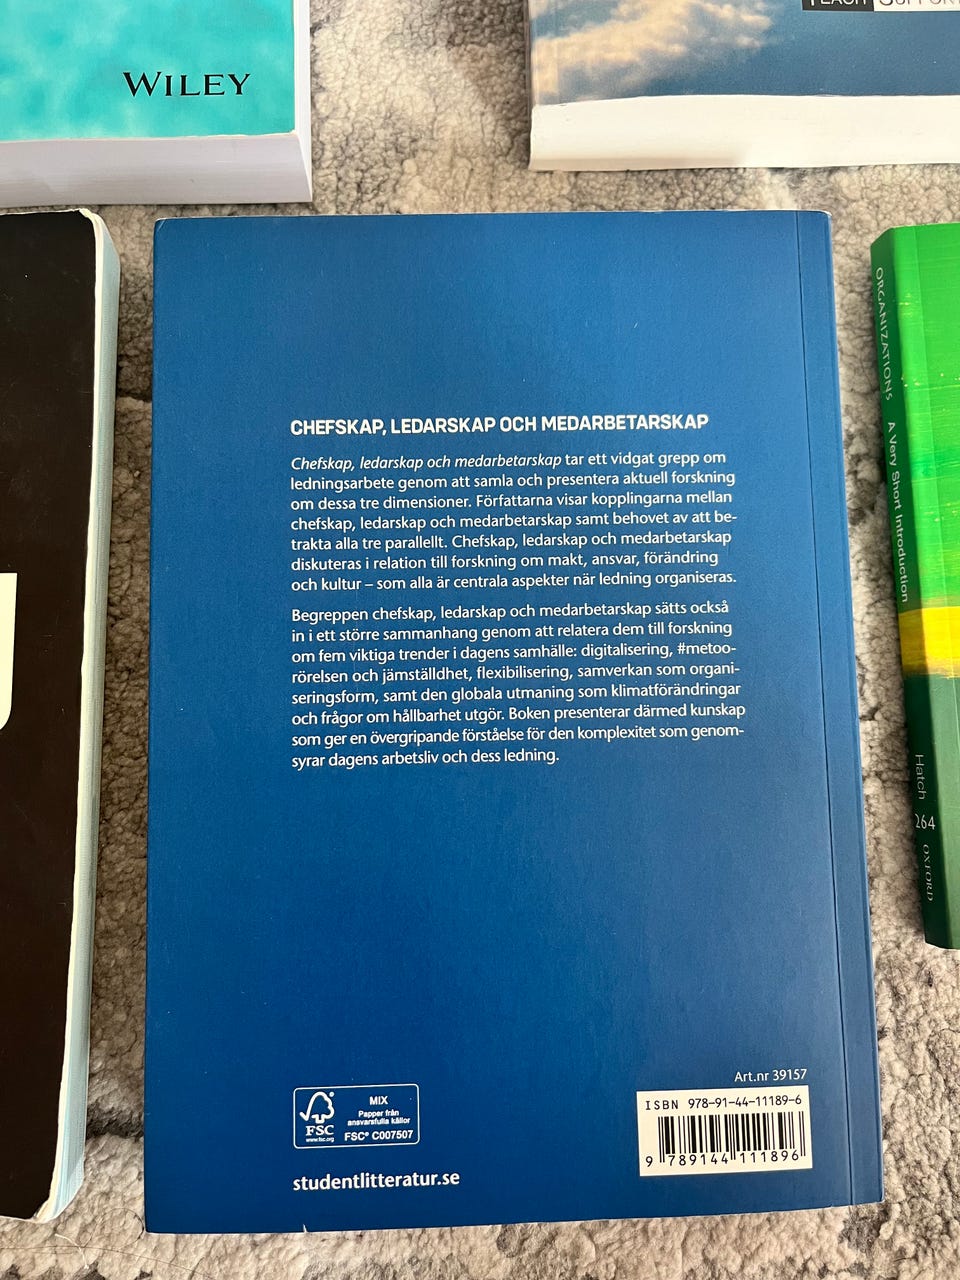 WILEY
CHEFSKAP, LEDARSKAP OCH MEDARBETARSKAP
Chefskap, ledarskap och medarbetarskap tar ett vidgat grepp om
ledningsarbete genom att samla och presentera aktuell forskning
om dessa tre dimensioner. Författarna visar kopplingarna mellan
chefskap, ledarskap och medarbetarskap samt behovet av att be-
trakta alla tre parallellt. Chefskap, ledarskap och medarbetarskap
diskuteras i relation till forskning om makt, ansvar, förändring
och kultur – som alla är centrala aspekter när ledning organiseras.
Begreppen chefskap, ledarskap och medarbetarskap sätts också
in i ett större sammanhang genom att relatera dem till forskning
om fem viktiga trender i dagens samhälle: digitalisering, #metoo-
rörelsen och jämställdhet, flexibilisering, samverkan som organi-
seringsform, samt den globala utmaning som klimatförändringar
och frågor om hållbarhet utgör. Boken presenterar därmed kunskap
som ger en övergripande förståelse för den komplexitet som genom-
syrar dagens arbetsliv och dess ledning.
Art.nr 39157
ISBN 978-91-44-11189-6
9 789144 111896
FSC
www.fsc.org
MIX
Papper från
ansvarsfulla källor
FSC® C007507
studentlitteratur.se
ORGANIZATIONS A Very Short Introduction
Hatch
264
OXFORD